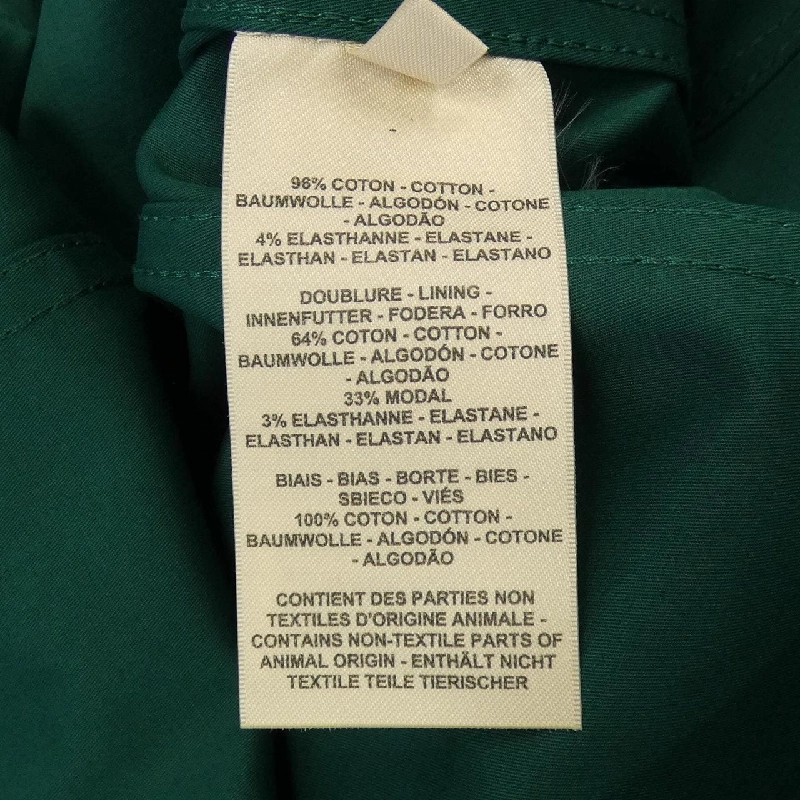 96% COTON - COTTON -
BAUMWOLLE - ALGODÓN - COTONE
- ALGODÃO
4% ELASTHANNE - ELASTANE -
ELASTHAN - ELASTAN - ELASTANO
DOUBLURE - LINING -
INNENFUTTER - FODERA - FORRO
64% COTON - COTTON -
BAUMWOLLE - ALGODÓN - COTONE
- ALGODÃO
33% MODAL
3% ELASTHANNE - ELASTANE -
ELASTHAN - ELASTAN - ELASTANO
BIAIS - BIAS - BORTE - BIES -
SBIECO - VIÉS
100% COTON - COTTON -
BAUMWOLLE - ALGODÓN - COTONE
- ALGODÃO
CONTIENT DES PARTIES NON
TEXTILES D'ORIGINE ANIMALE -
CONTAINS NON-TEXTILE PARTS OF
ANIMAL ORIGIN - ENTHÄLT NICHT
TEXTILE TEILE TIERISCHER